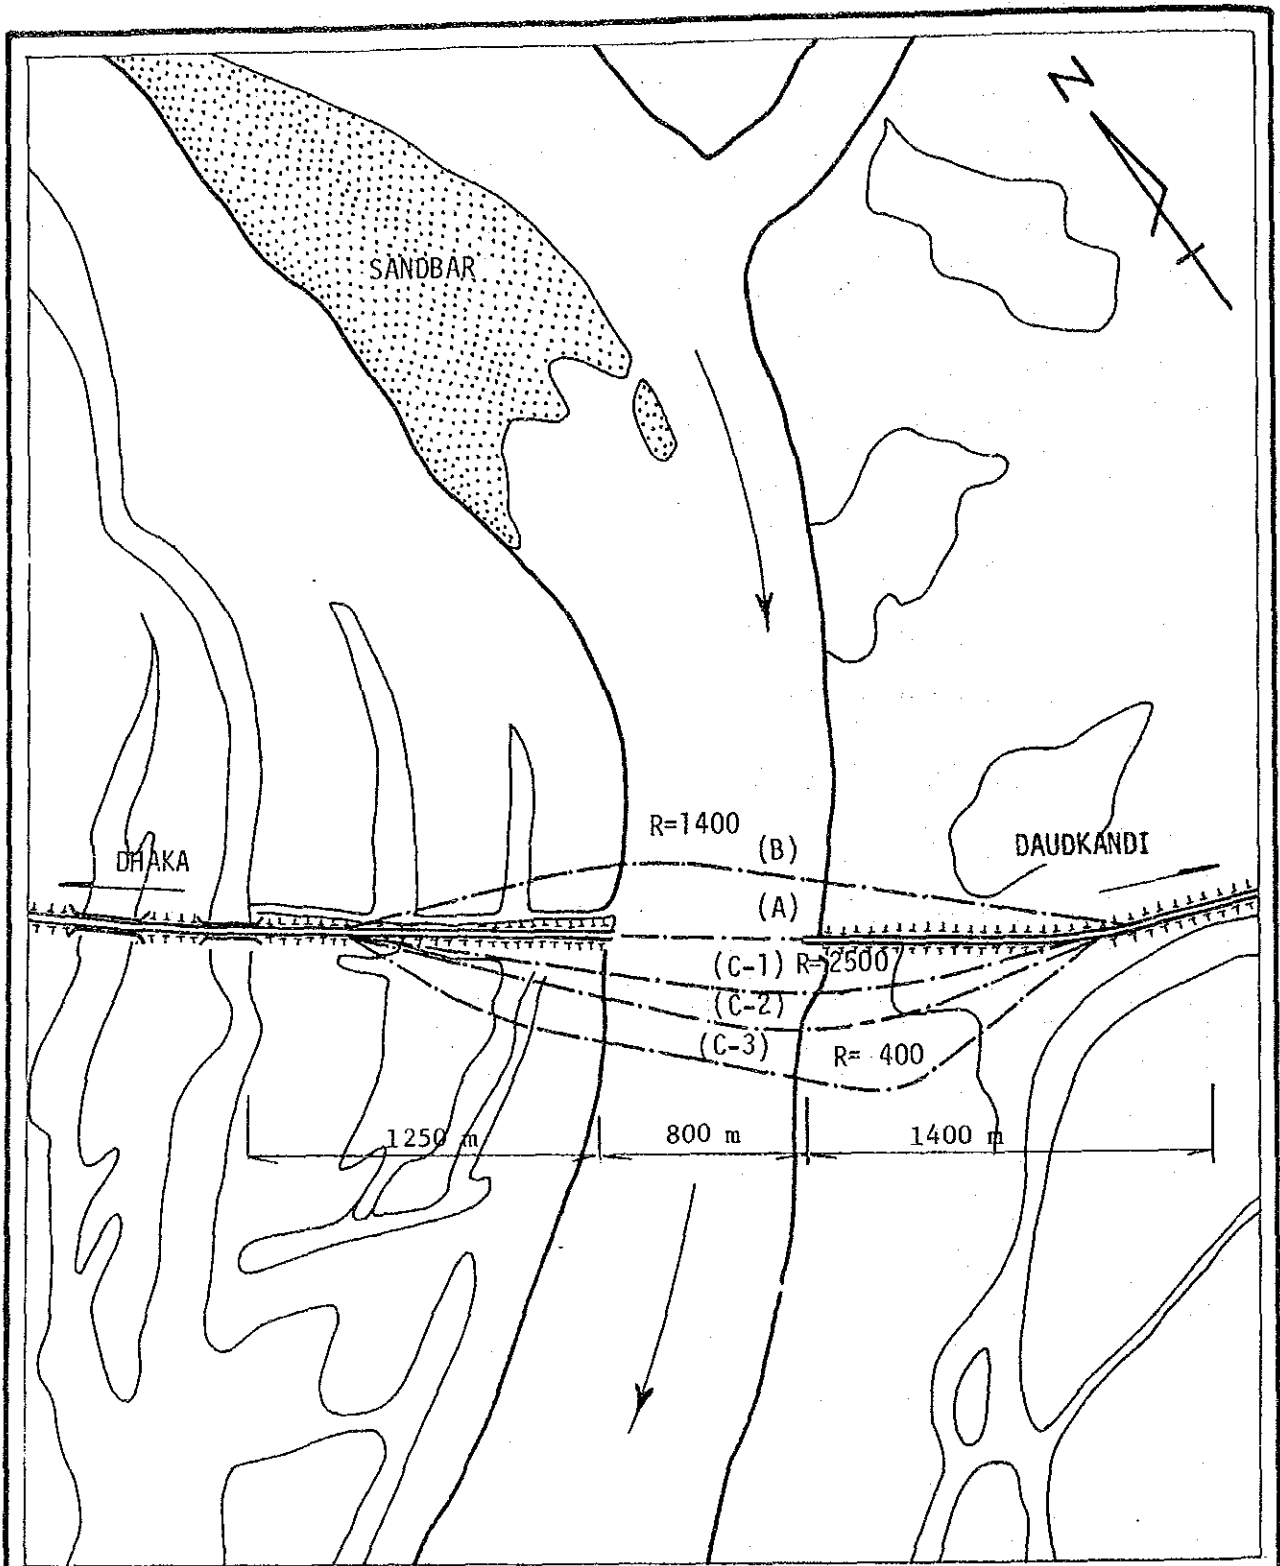 N
SANDBAR
R=1400
(B)
DHAKA
DAUDKANDI
(A)
(C-1) R=2500
(C-2)
(C-3)
R= 400
1250 m
800 m
1400 m